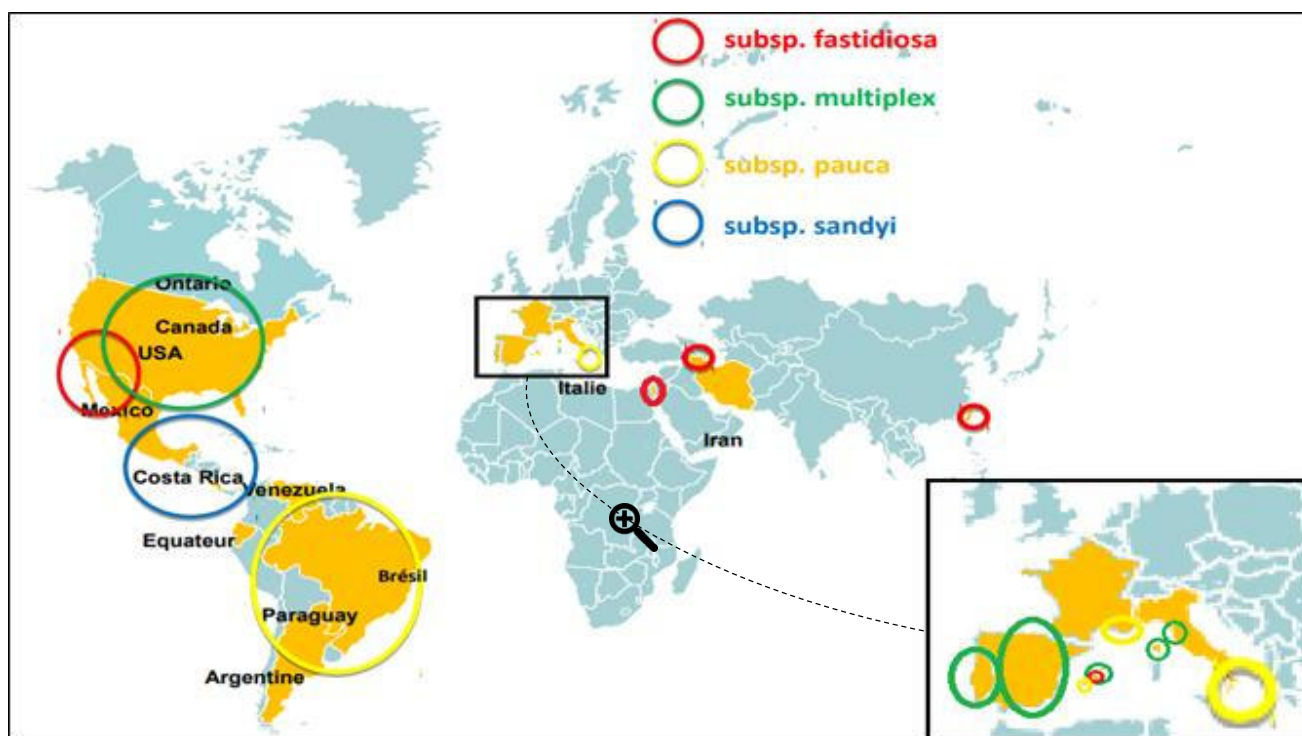 subsp. fastidiosa
subsp. multiplex
subsp. pauca
subsp. sandyi
Ontario
Canada
USA
Mexico
Costa Rica
Venezuela
Equateur
Brésil
Paraguay
Argentine
Italie
Iran